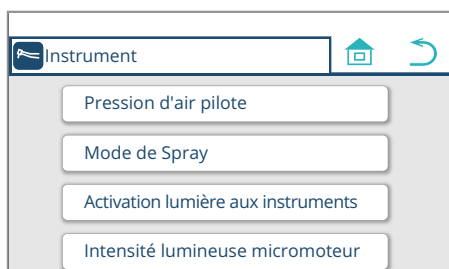 Instrument
Pression d'air pilote
Mode de Spray
Activation lumière aux instruments
Intensité lumineuse micromoteur